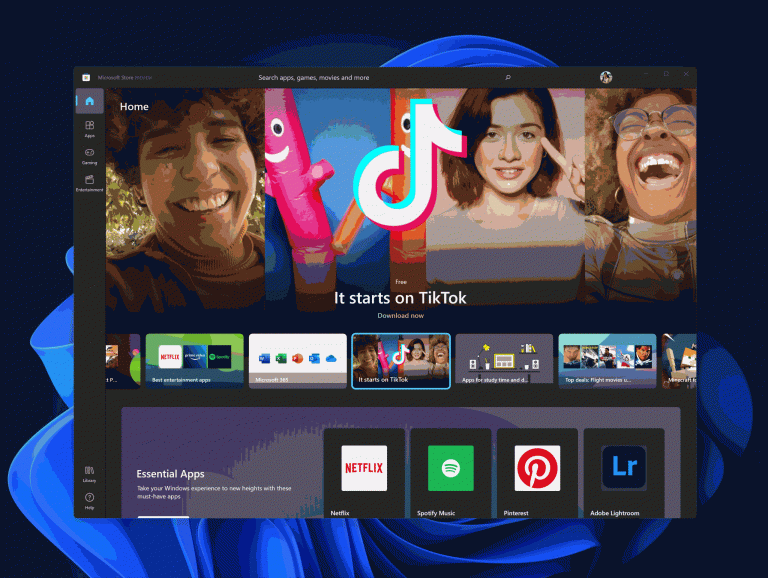 Microsoft Store PREVIEW
Search apps, games, movies and more
Home
Apps
Gaming
Entertainment
Free
It starts on TikTok
Download now
t P...
NETFLIX
prime video
Spotify
Best entertainment apps
Microsoft 365
It starts on TikTok
Apps for study time and d...
Top deals: Flight movies u...
Minecraft
Essential Apps
Take your Windows experience to new heights with these
must-have apps
NETFLIX
Lr
Netflix
Spotify Music
Pinterest
Adobe Lightroom
Library
Help